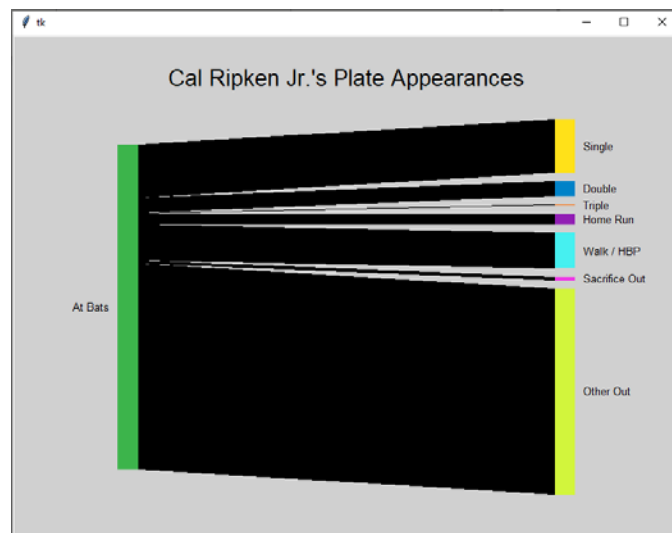 tk
Cal Ripken Jr.'s Plate Appearances
Single
Double
Triple
Home Run
Walk / HBP
Sacrifice Out
At Bats
Other Out